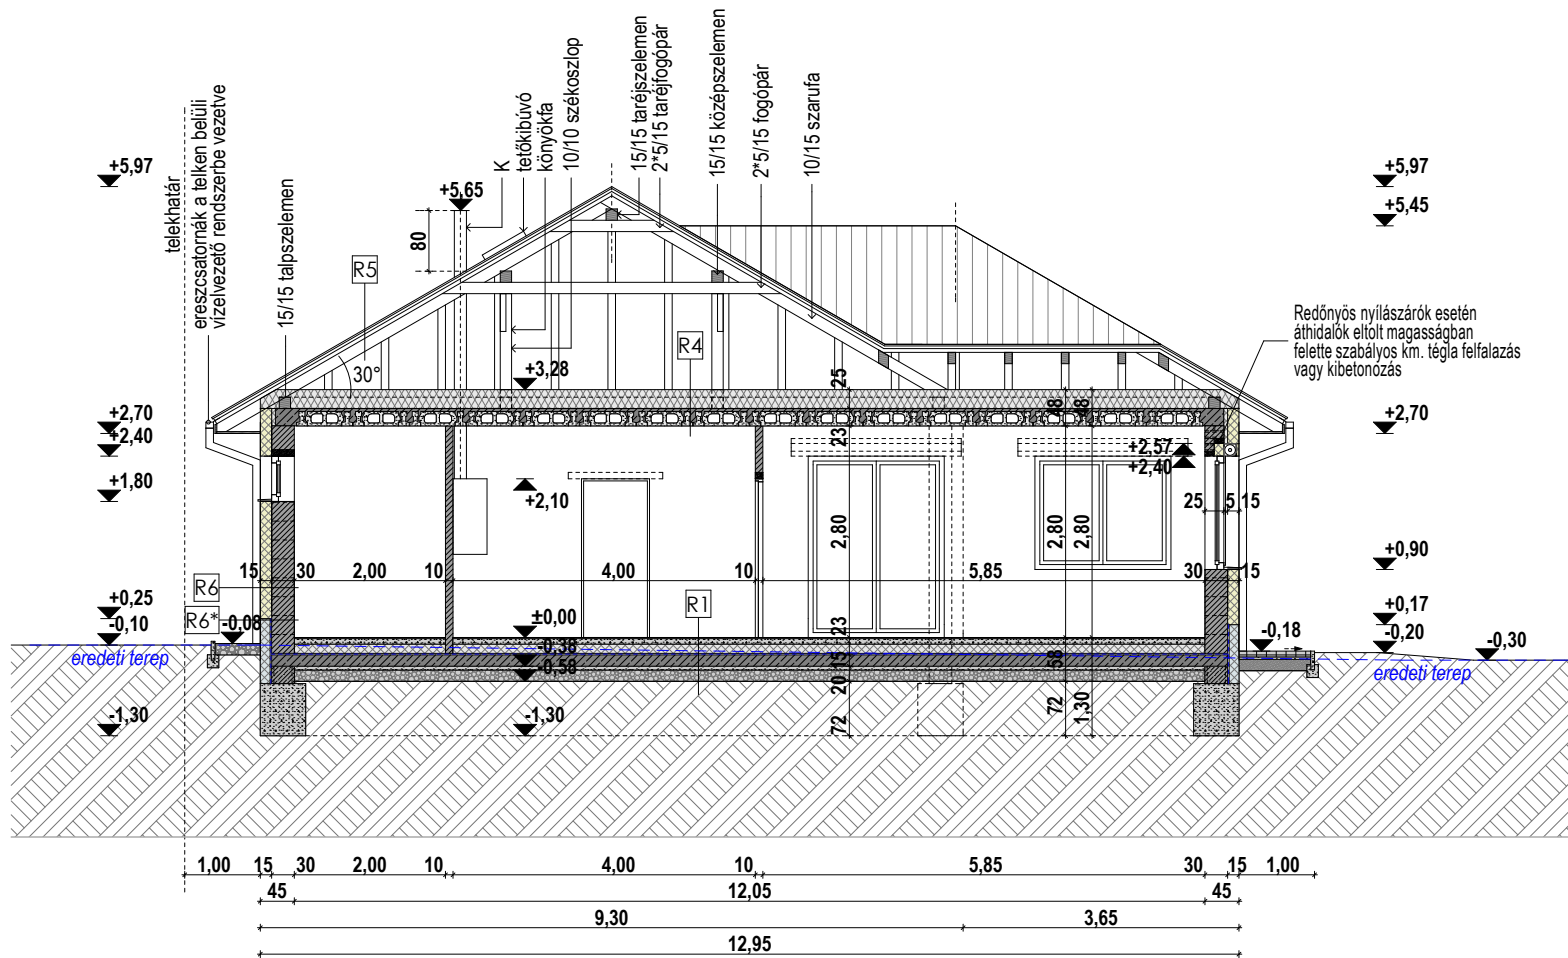 telekhatár
ereszcsatornák a telken belüli
vízelvezető rendszerbe vezetve
15/15 talpszelemen
K
tetőkibúvó
könyökfa
10/10 székoszlop
15/15 taréjszelemen
2*5/15 taréjfogópár
15/15 középszelemen
2*5/15 fogópár
10/15 szarufa
+5,97
+5,65
80
R5
30°
+3,28
R4
25
48
48
+5,97
+5,45
Redőnyös nyílászárók esetén
áthidalók eltolt magasságban
felette szabályos km. tégla felfalazás
vagy kibetonozás
+2,70
+2,40
+1,80
23
+2,10
+2,57
+2,40
+2,70
25
5
15
2,80
2,80
2,80
+0,90
15
30
2,00
10
4,00
10
5,85
30
15
R6
R6*
R1
+0,25
-0,10
-0,08
±0,00
-0,38
-0,58
23
15
20
72
58
72
1,30
+0,17
-0,20
-0,18
-0,30
eredeti terep
eredeti terep
-1,30
-1,30
1,00
15
30
2,00
10
4,00
10
5,85
30
15
1,00
45
12,05
45
9,30
3,65
12,95